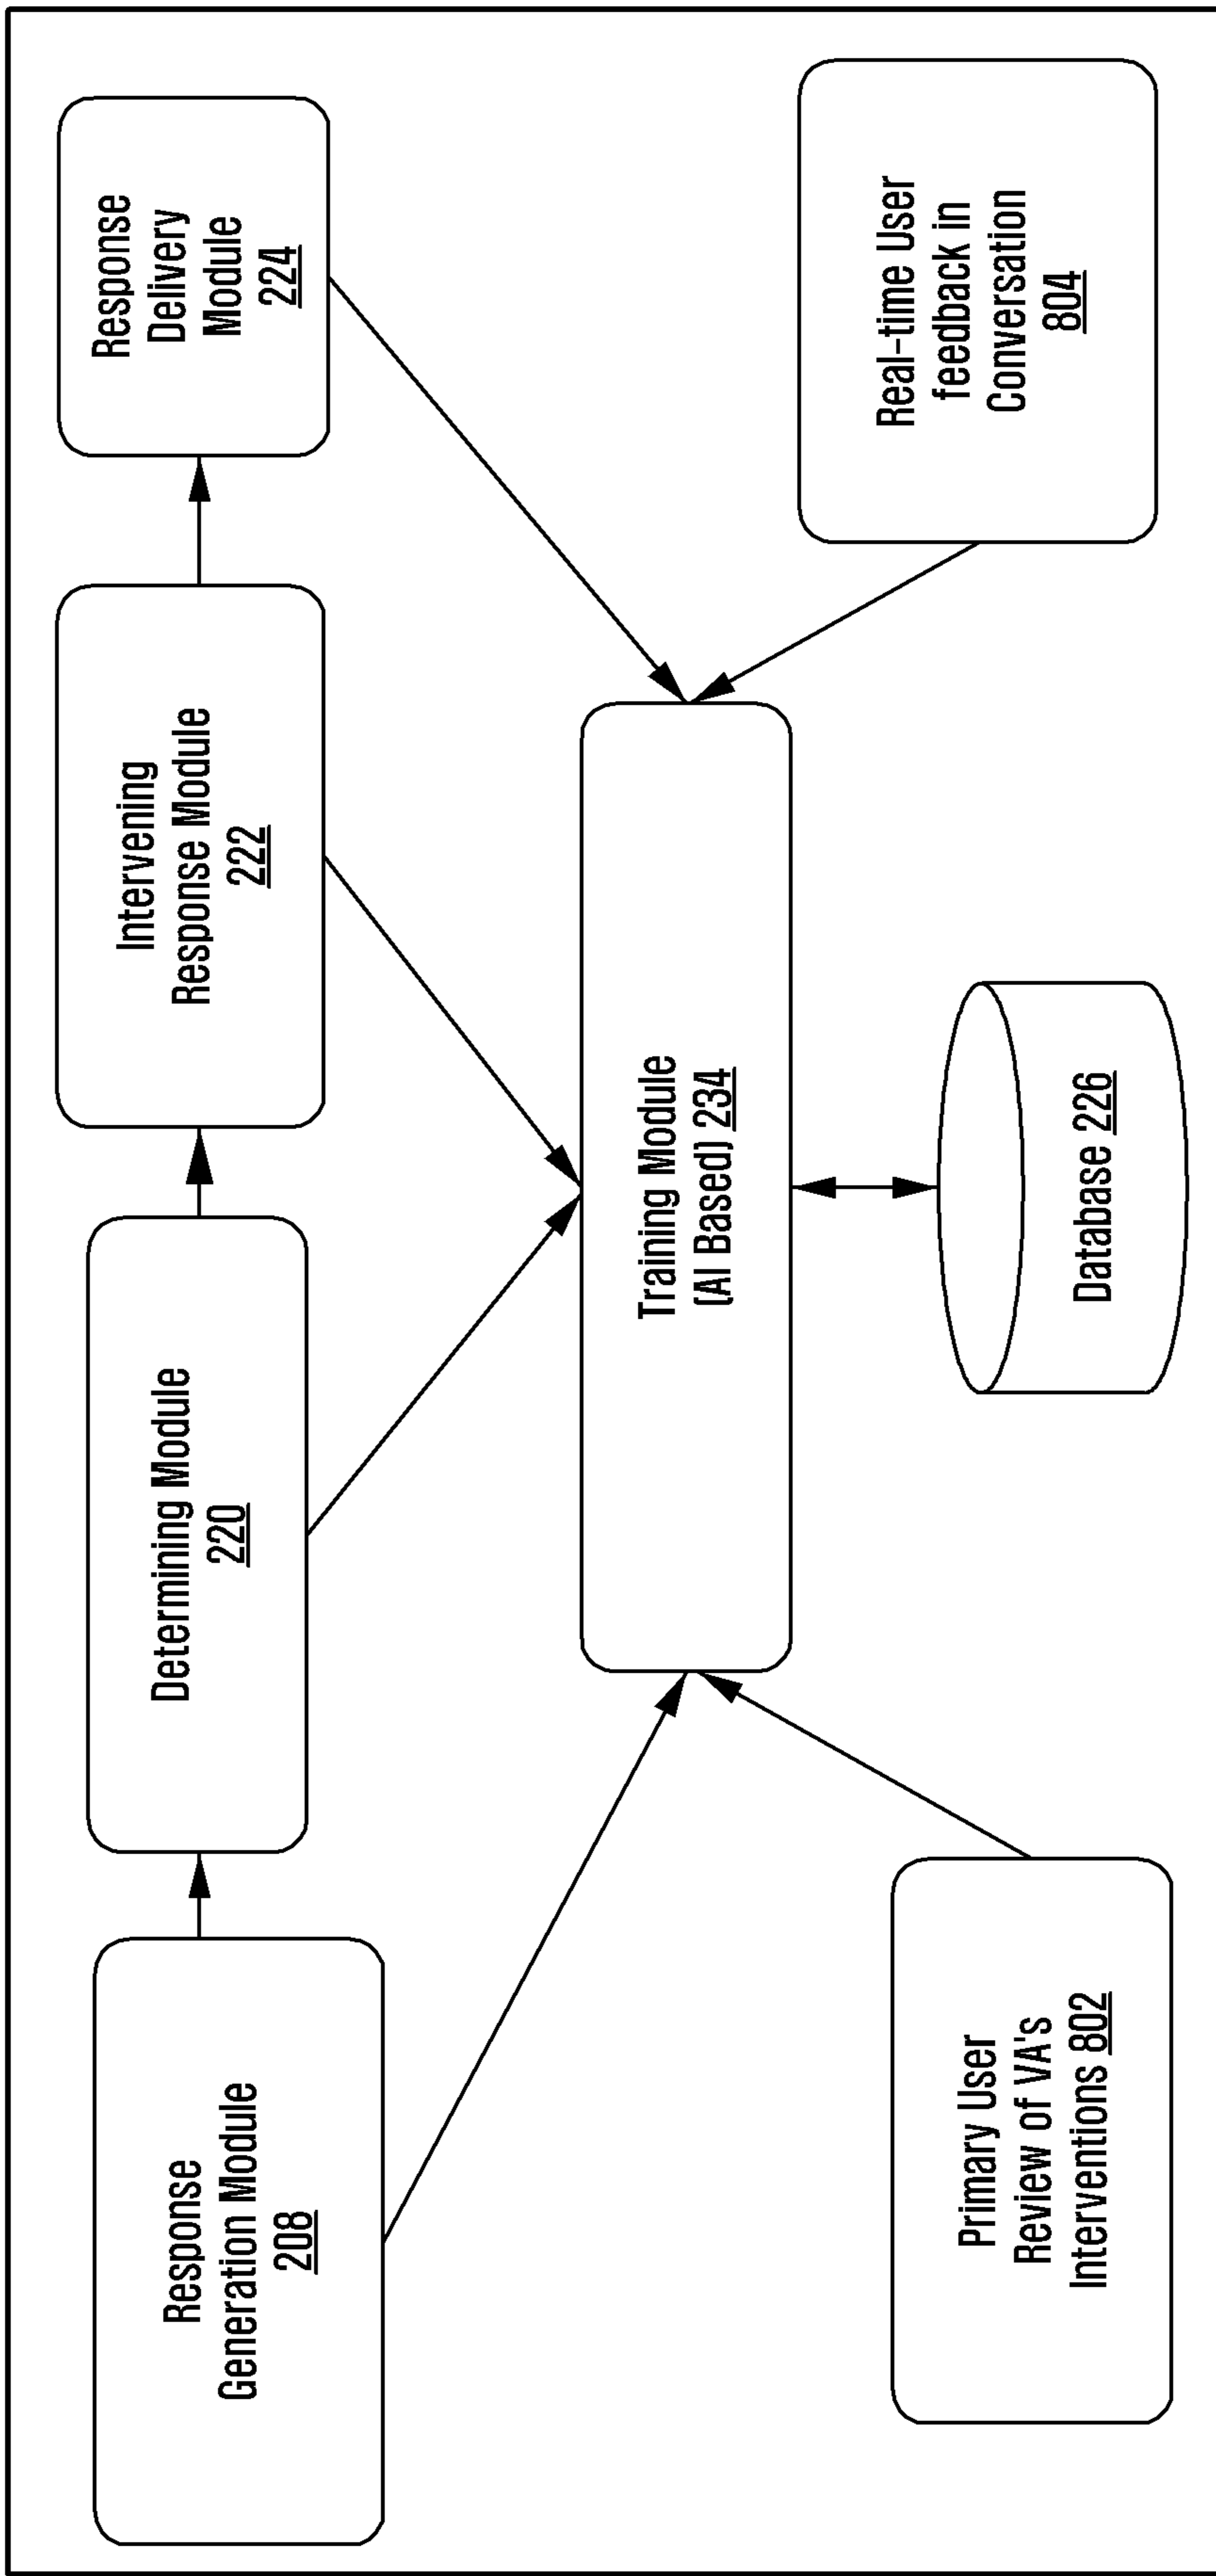 Response
Generation Module
208
Determining Module
220
Intervening
Response Module
222
Response
Delivery
Module
224
Training Module
(AI Based) 234
Primary User
Review of VA's
Interventions 802
Database 226
Real-time User
feedback in
Conversation
804